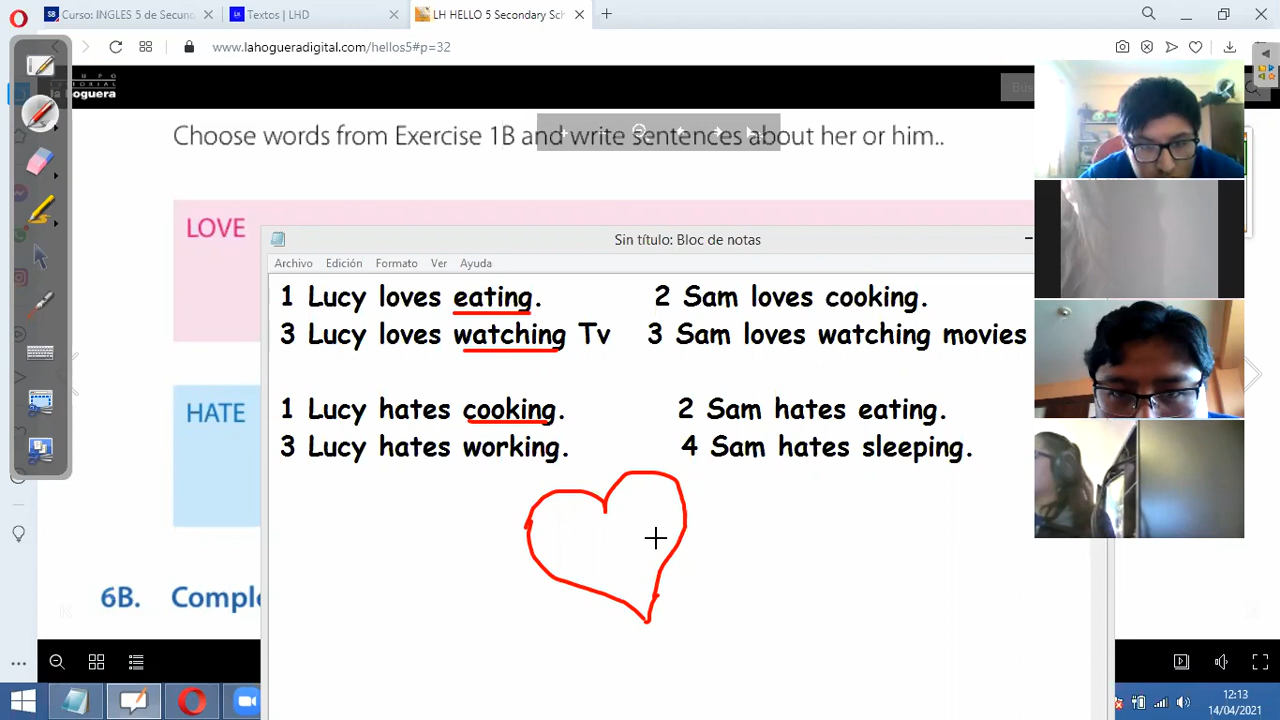 Curso: INGLES 5 de Secund
Textos | LHD
LH HELLO 5 Secondary Sch
www.lahogueradigital.com/hellos5#p=32
la hoguera
Choose words from Exercise 1B and write sentences about her or him..
LOVE
Sin título: Bloc de notas
Archivo Edición Formato Ver Ayuda
1 Lucy loves eating. 2 Sam loves cooking.
3 Lucy loves watching Tv 3 Sam loves watching movies
HATE
1 Lucy hates cooking. 2 Sam hates eating.
3 Lucy hates working. 4 Sam hates sleeping.
6B. Comple
12:13
14/04/2021